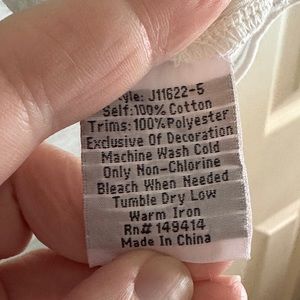 Style: J11622-5
Self:100% Cotton
Trims:100%Polyester
Exclusive Of Decoration
Machine Wash Cold
Only Non-Chlorine
Bleach When Needed
Tumble Dry Low
Warm Iron
Rn# 149414
Made In China